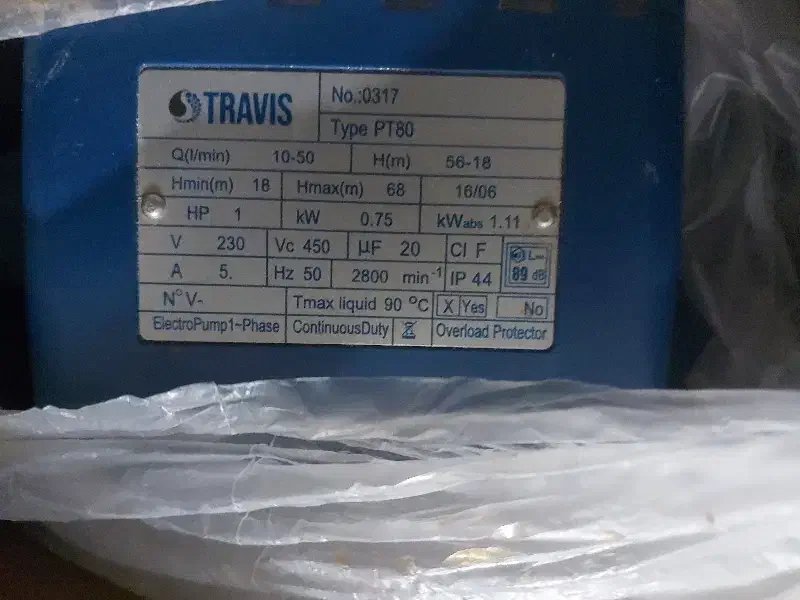 TRAVIS
No.:0317
Type PT80
Q(l/min) 10-50 H(m) 56-18
Hmin(m) 18 Hmax(m) 68 16/06
HP 1 kW 0.75 kWabs 1.11
V 230 Vc 450 µF 20 Cl F
A 5. Hz 50 2800 min⁻¹ IP 44 89 dB
N° V- Tmax liquid 90 °C X Yes No
ElectroPump1~Phase ContinuousDuty Overload Protector